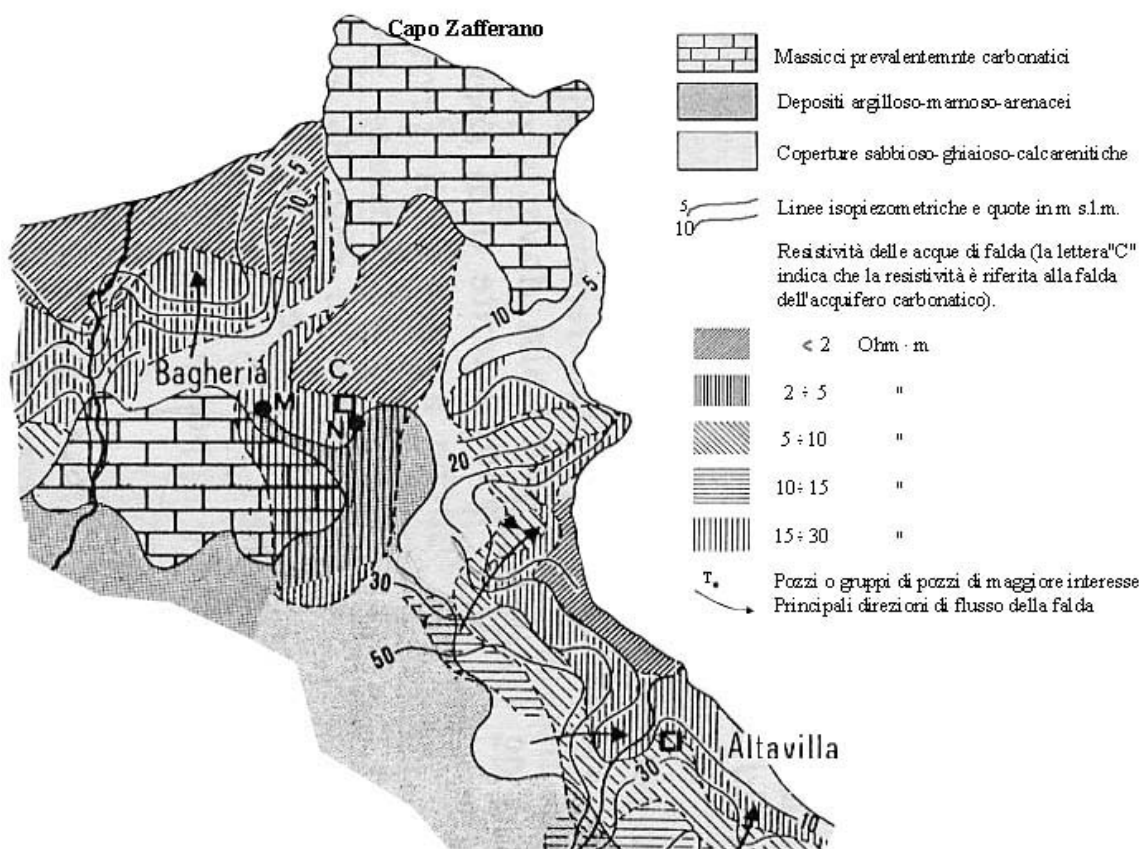 Capo Zafferano
Massicci prevalentemnte carbonatici
Depositi argilloso-marnoso-arenacei
Coperture sabbioso-ghiaioso-calcarenitiche
5
10
Linee isopiezometriche e quote in m s.l.m.
Resistività delle acque di falda (la lettera"C"
indica che la resistività è riferita alla falda
dell'acquifero carbonatico).
< 2 Ohm · m
2 ÷ 5 "
5 ÷ 10 "
10 ÷ 15 "
15 ÷ 30 "
T
Pozzi o gruppi di pozzi di maggiore interesse
Principali direzioni di flusso della falda
0
5
10
5
10
Bagheria
C
M
N
20
30
50
Altavilla
30
10